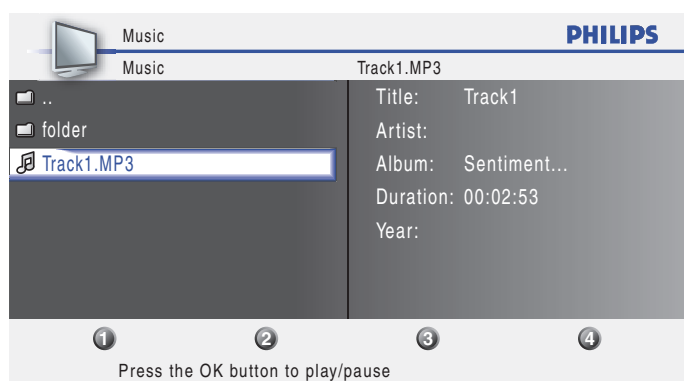 Music
PHILIPS
Music
Track1.MP3
..
folder
Track1.MP3
Title: Track1
Artist:
Album: Sentiment...
Duration: 00:02:53
Year:
1 2 3 4
Press the OK button to play/pause